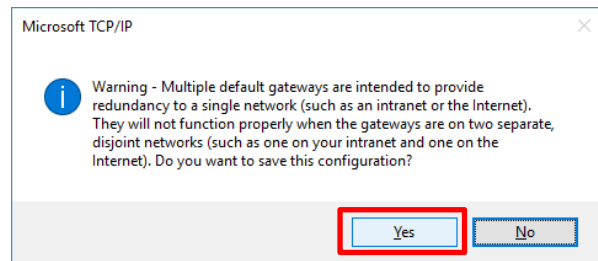 Microsoft TCP/IP
Warning - Multiple default gateways are intended to provide
redundancy to a single network (such as an intranet or the Internet).
They will not function properly when the gateways are on two separate,
disjoint networks (such as one on your intranet and one on the
Internet). Do you want to save this configuration?
Yes No